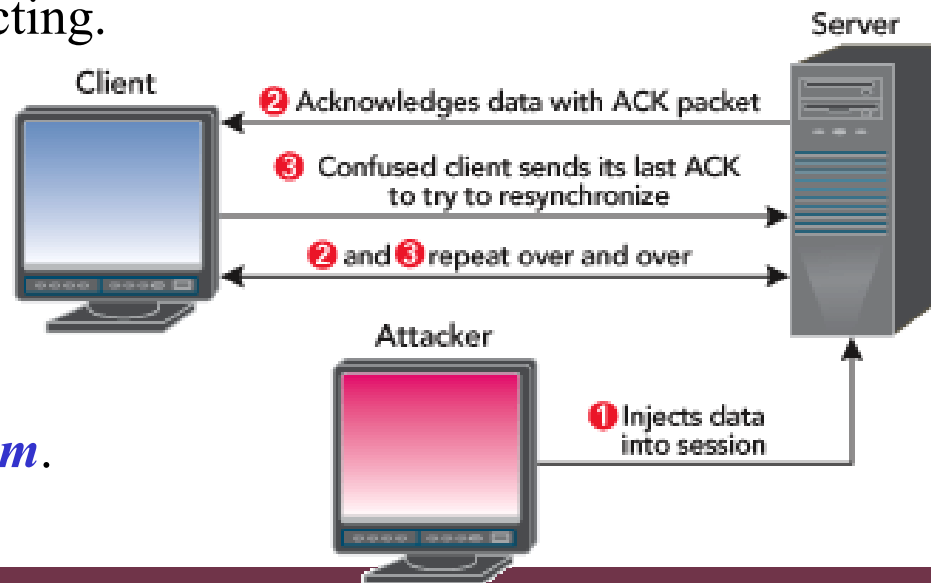 cting.
Server
Client
2 Acknowledges data with ACK packet
3 Confused client sends its last ACK
to try to resynchronize
2 and 3 repeat over and over
Attacker
1 Injects data
into session
m.